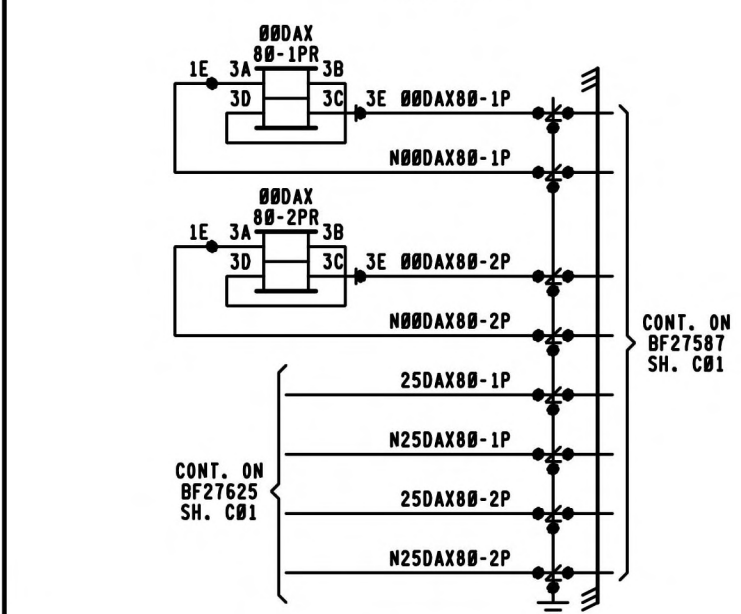 ØØDAX
8Ø-1PR
1E 3A 3B
3D 3C 3E ØØDAX8Ø-1P
NØØDAX8Ø-1P
ØØDAX
8Ø-2PR
1E 3A 3B
3D 3C 3E ØØDAX8Ø-2P
NØØDAX8Ø-2P
CONT. ON
BF27587
SH. CØ1
25DAX8Ø-1P
N25DAX8Ø-1P
CONT. ON
BF27625
SH. CØ1
25DAX8Ø-2P
N25DAX8Ø-2P